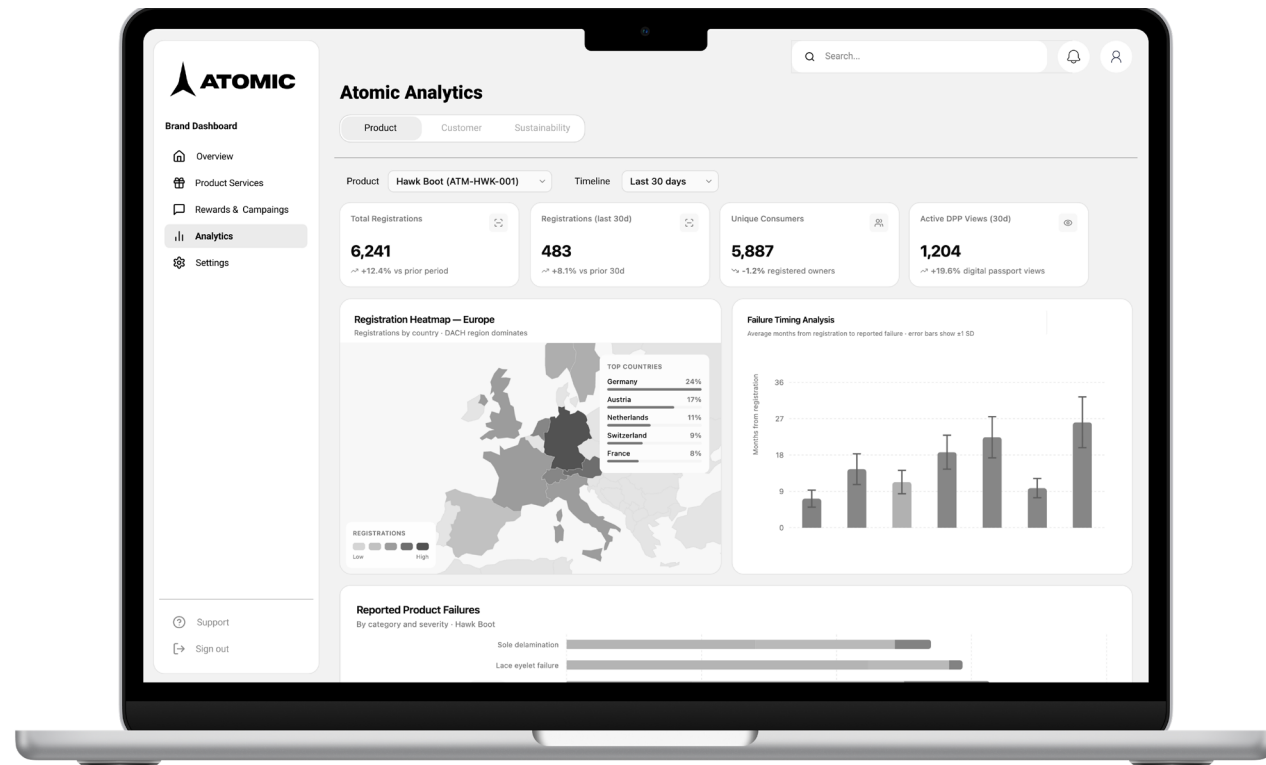 ATOMIC
Brand Dashboard
Overview
Product Services
Rewards & Campaings
Analytics
Settings
Support
Sign out
Search...
Atomic Analytics
Product
Customer
Sustainability
Product
Hawk Boot (ATM-HWK-001)
Timeline
Last 30 days
Total Registrations
6,241
+12.4% vs prior period
Registrations (last 30d)
483
+8.1% vs prior 30d
Unique Consumers
5,887
-1.2% registered owners
Active DPP Views (30d)
1,204
+19.6% digital passport views
Registration Heatmap — Europe
Registrations by country · DACH region dominates
TOP COUNTRIES
Germany 24%
Austria 17%
Netherlands 11%
Switzerland 9%
France 8%
REGISTRATIONS
Low High
Failure Timing Analysis
Average months from registration to reported failure · error bars show ±1 SD
Months from registration
36
27
18
9
0
Reported Product Failures
By category and severity · Hawk Boot
Sole delamination
Lace eyelet failure